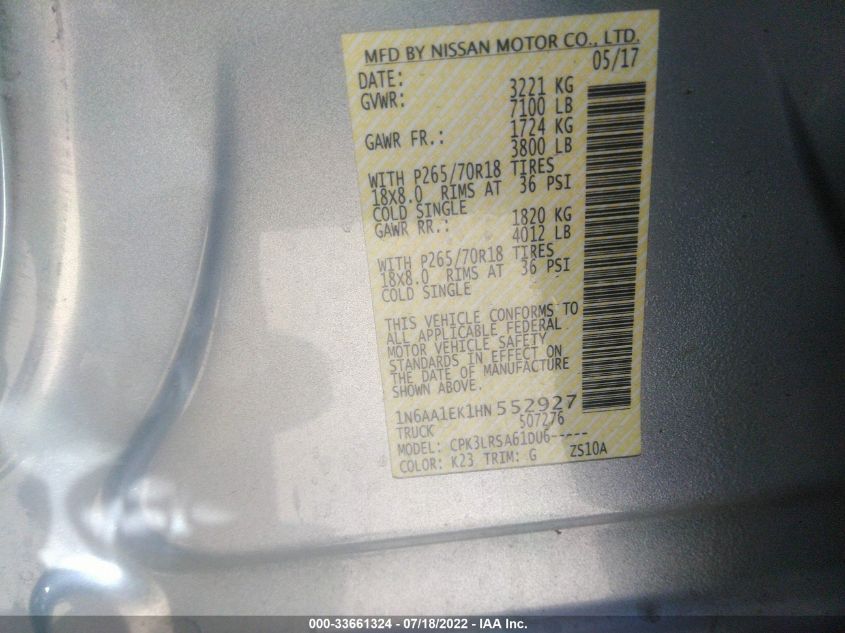 MFD BY NISSAN MOTOR CO., LTD.
DATE: 05/17
GVWR: 3221 KG
7100 LB
GAWR FR.: 1724 KG
3800 LB
WITH P265/70R18 TIRES
18X8.0 RIMS AT 36 PSI
COLD SINGLE
GAWR RR.: 1820 KG
4012 LB
WITH P265/70R18 TIRES
18X8.0 RIMS AT 36 PSI
COLD SINGLE
THIS VEHICLE CONFORMS TO
ALL APPLICABLE FEDERAL
MOTOR VEHICLE SAFETY
STANDARDS IN EFFECT ON
THE DATE OF MANUFACTURE
SHOWN ABOVE.
1N6AA1EK1HN552927
TRUCK 507276
MODEL: CPK3LRSA61DU6-----
COLOR: K23 TRIM: G ZS10A
000-33661324 - 07/18/2022 - IAA Inc.